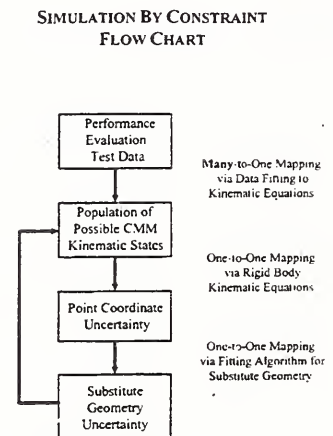 SIMULATION BY CONSTRAINT
FLOW CHART
Performance
Evaluation
Test Data
Many-to-One Mapping
via Data Fitting to
Kinematic Equations
Population of
Possible CMM
Kinematic States
One-to-One Mapping
via Rigid Body
Kinematic Equations
Point Coordinate
Uncertainty
One-to-One Mapping
via Fitting Algorithm for
Substitute Geometry
Substitute
Geometry
Uncertainty